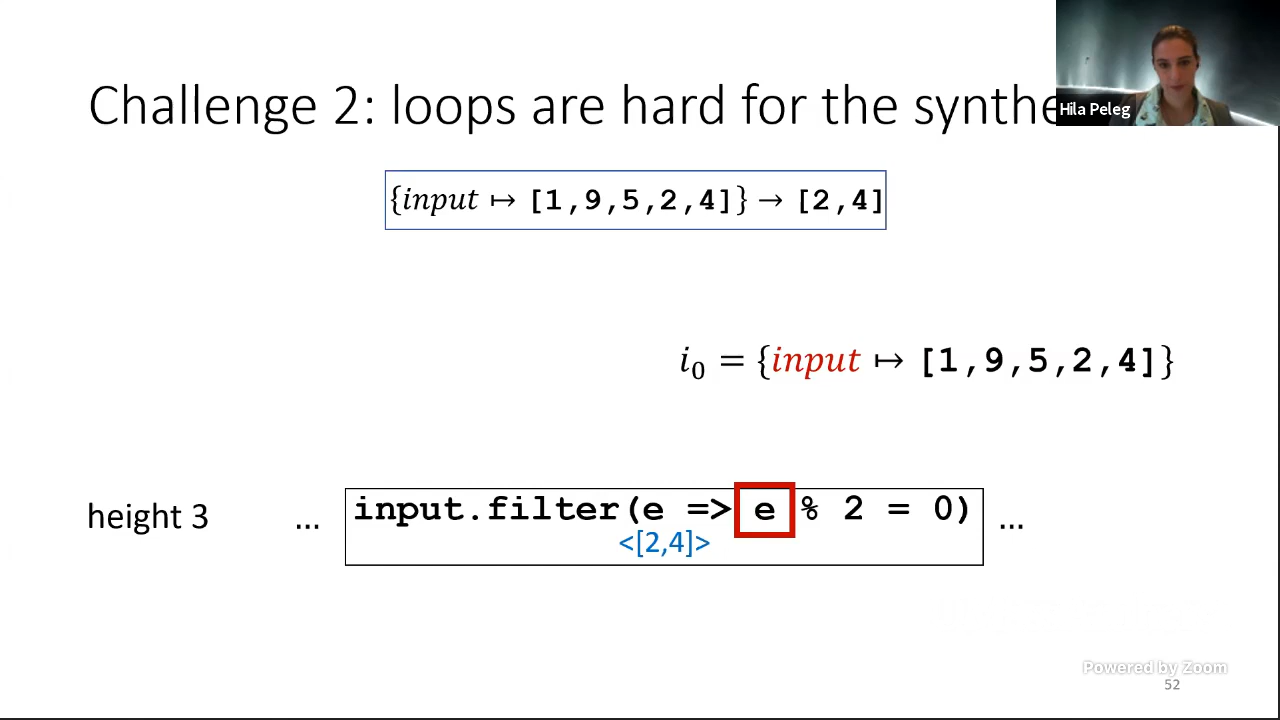 Challenge 2: loops are hard for the synthe
Hila Peleg
{input ↦ [1,9,5,2,4]} → [2,4]
i₀ = {input ↦ [1,9,5,2,4]}
height 3 ... input.filter(e => e % 2 = 0) ...
<[2,4]>
Powered by Zoom
52